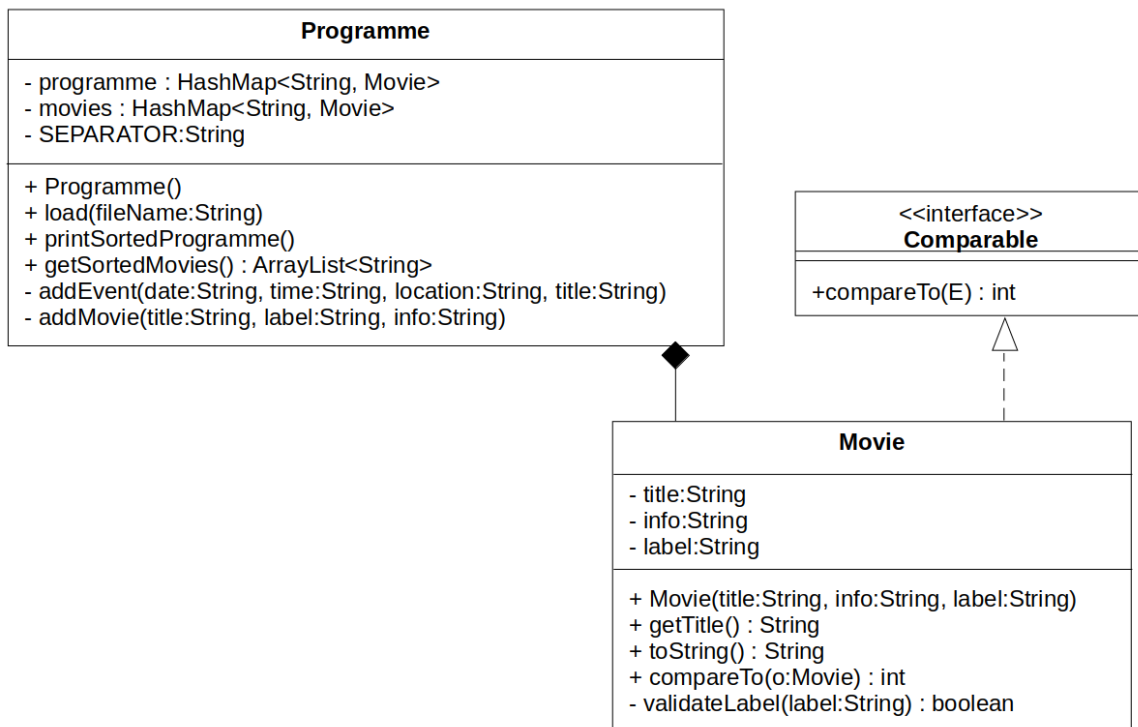 Programme
- programme : HashMap<String, Movie>
- movies : HashMap<String, Movie>
- SEPARATOR:String
+ Programme()
+ load(fileName:String)
+ printSortedProgramme()
+ getSortedMovies() : ArrayList<String>
- addEvent(date:String, time:String, location:String, title:String)
- addMovie(title:String, label:String, info:String)
<<interface>>
Comparable
+compareTo(E) : int
Movie
- title:String
- info:String
- label:String
+ Movie(title:String, info:String, label:String)
+ getTitle() : String
+ toString() : String
+ compareTo(o:Movie) : int
- validateLabel(label:String) : boolean